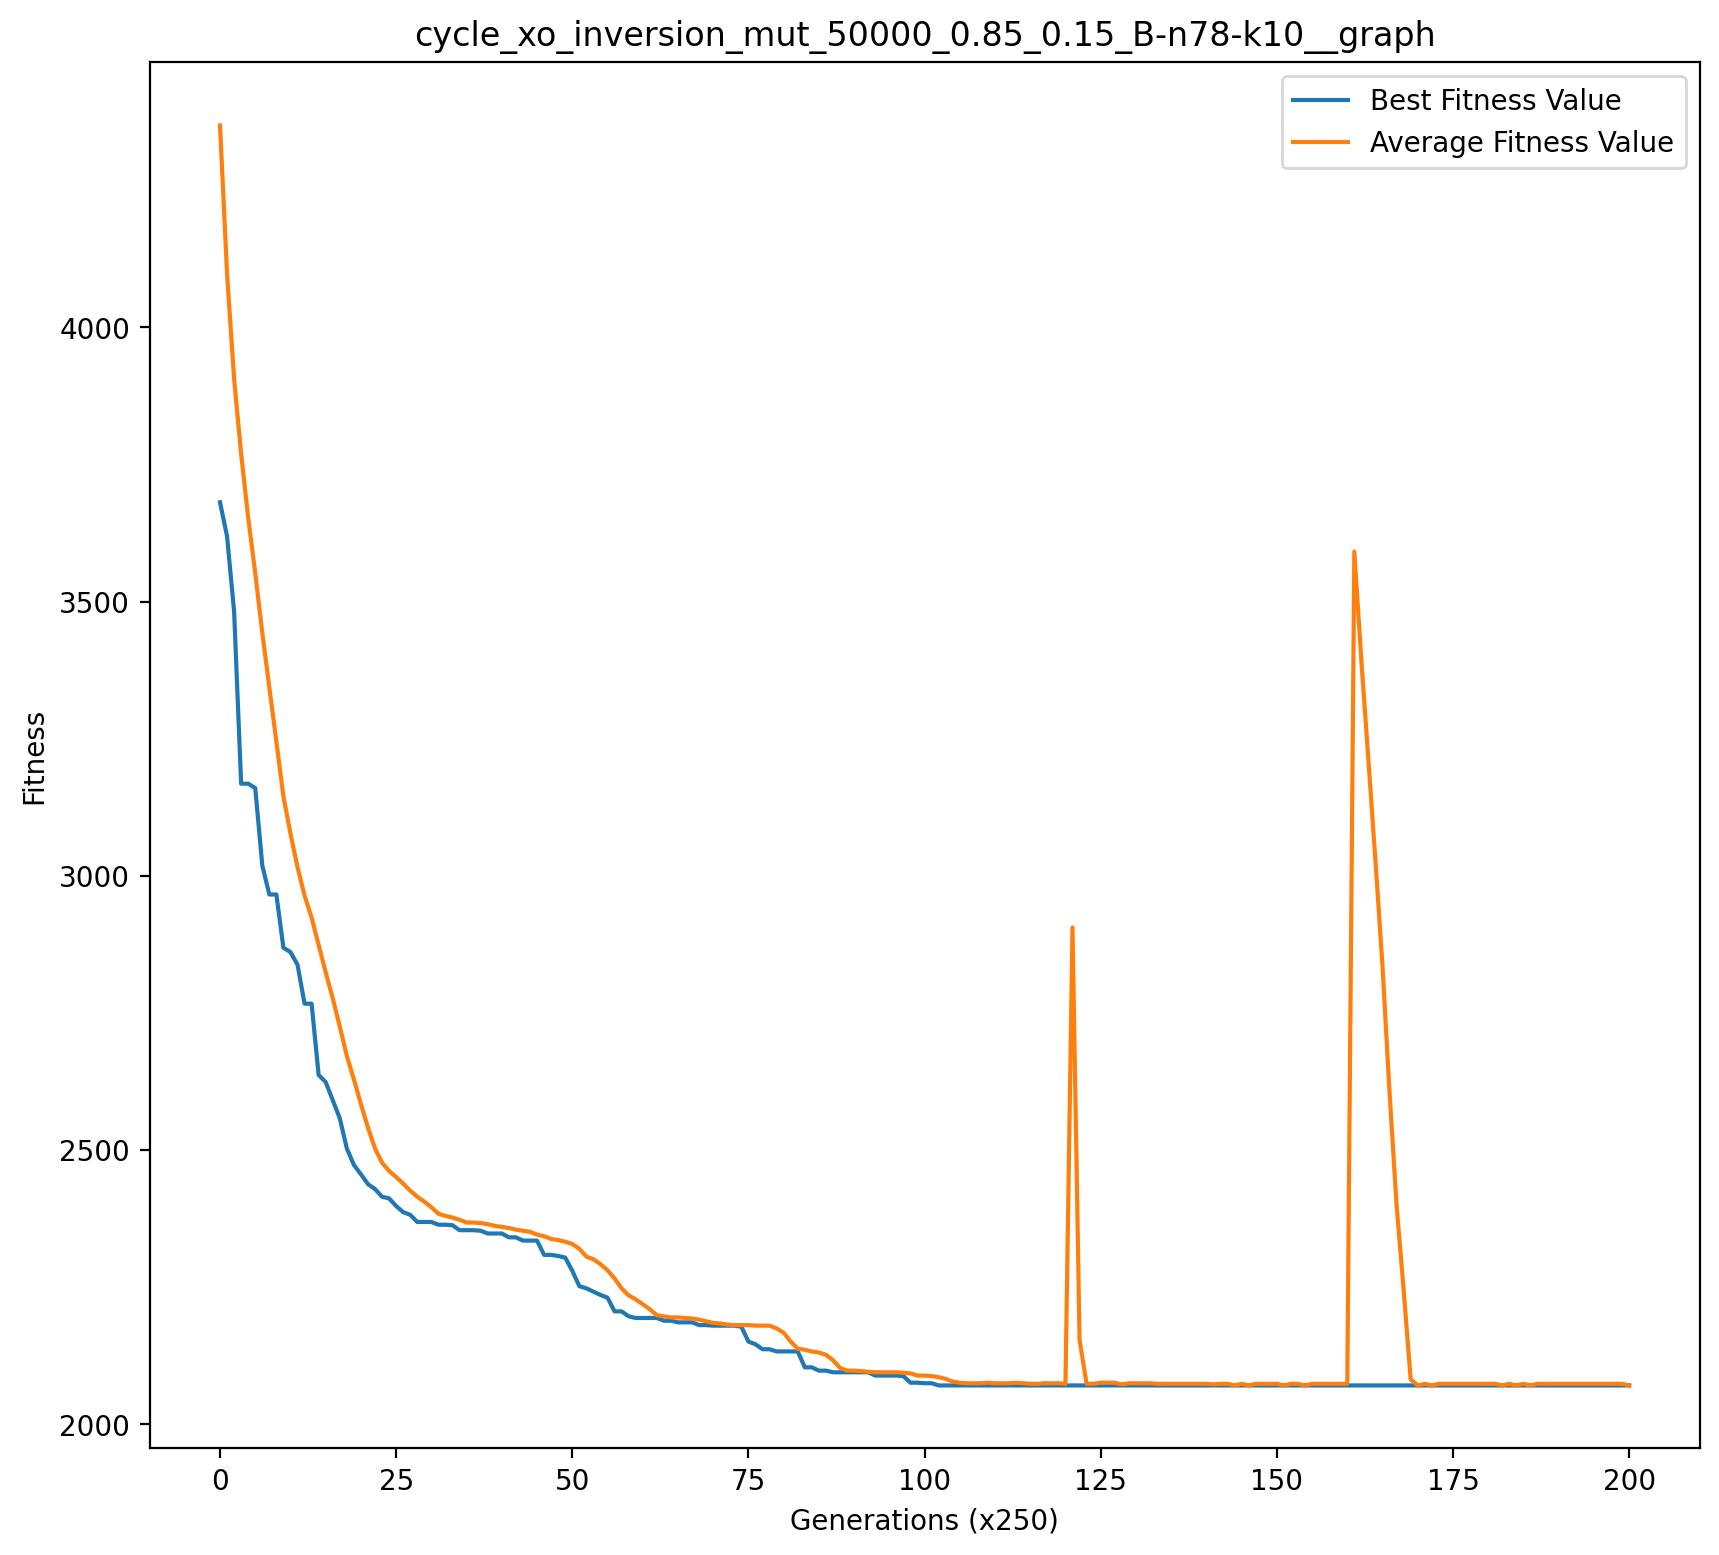 cycle_xo_inversion_mut_50000_0.85_0.15_B-n78-k10__graph
Best Fitness Value
Average Fitness Value
4000
3500
3000
2500
2000
Fitness
0 25 50 75 100 125 150 175 200
Generations (x250)